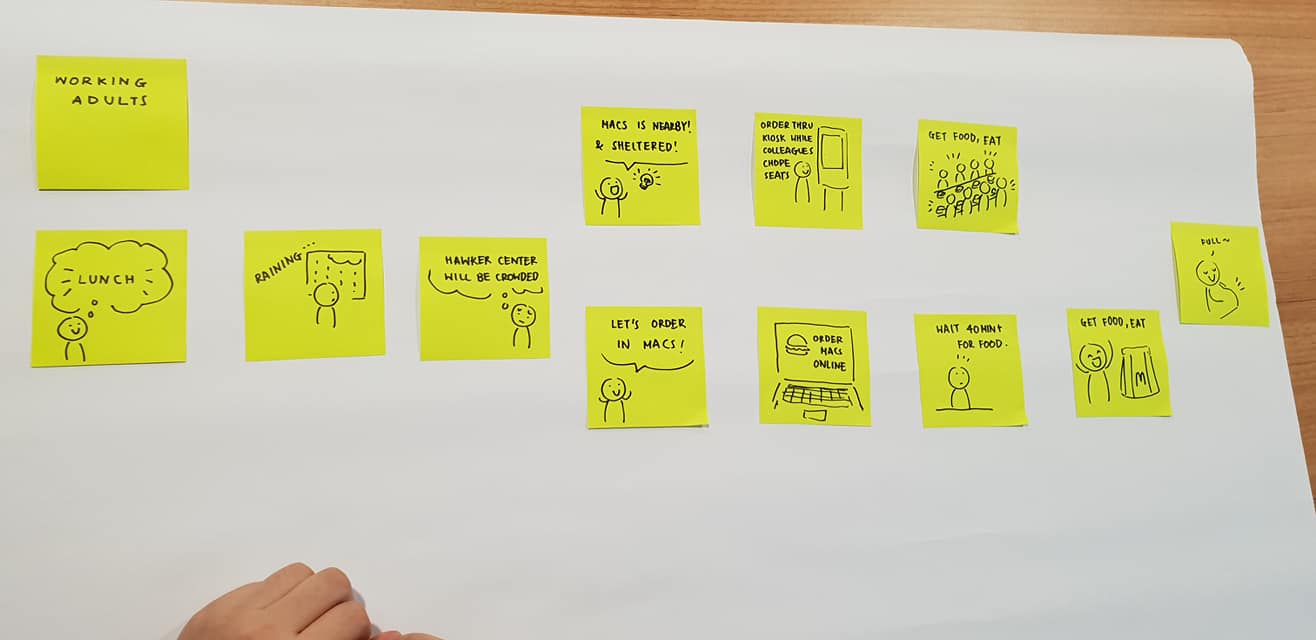 WORKING
ADULTS
LUNCH
RAINING...
HAWKER CENTER
WILL BE CROWDED
MACS IS NEARBY!
& SHELTERED!
ORDER THRU
KIOSK WHILE
COLLEAGUES
CHOPE
SEATS
GET FOOD, EAT
LET'S ORDER
IN MACS!
ORDER
MACS
ONLINE
WAIT 40MIN+
FOR FOOD.
GET FOOD, EAT
M
FULL~